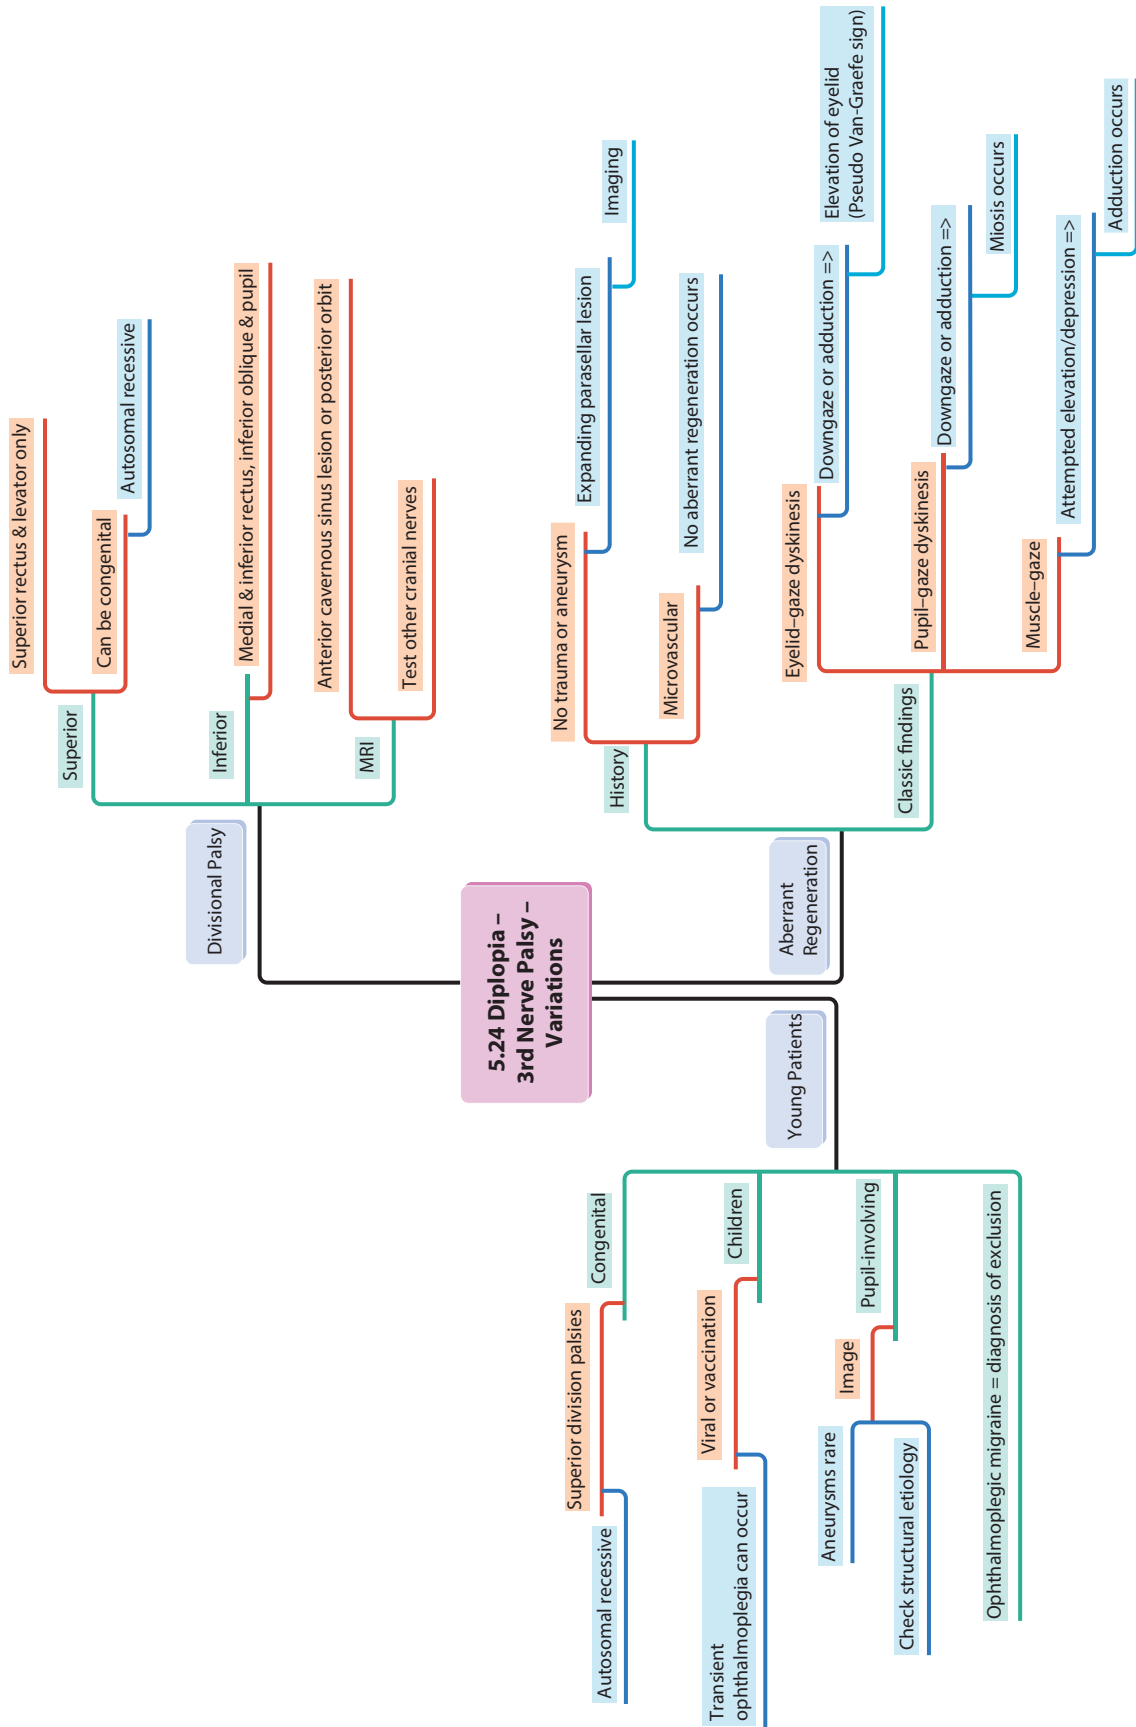 5.24 Diplopia –
3rd Nerve Palsy –
Variations
Divisional Palsy
Superior
Superior rectus & levator only
Can be congenital
Autosomal recessive
Inferior
Medial & inferior rectus, inferior oblique & pupil
MRI
Anterior cavernous sinus lesion or posterior orbit
Test other cranial nerves
Aberrant
Regeneration
History
No trauma or aneurysm
Expanding parasellar lesion
Imaging
Microvascular
No aberrant regeneration occurs
Classic findings
Eyelid–gaze dyskinesis
Downgaze or adduction =>
Elevation of eyelid
(Pseudo Van-Graefe sign)
Pupil–gaze dyskinesis
Downgaze or adduction =>
Miosis occurs
Muscle–gaze
Attempted elevation/depression =>
Adduction occurs
Young Patients
Congenital
Superior division palsies
Autosomal recessive
Children
Viral or vaccination
Transient
ophthalmoplegia can occur
Pupil-involving
Image
Aneurysms rare
Check structural etiology
Ophthalmoplegic migraine = diagnosis of exclusion